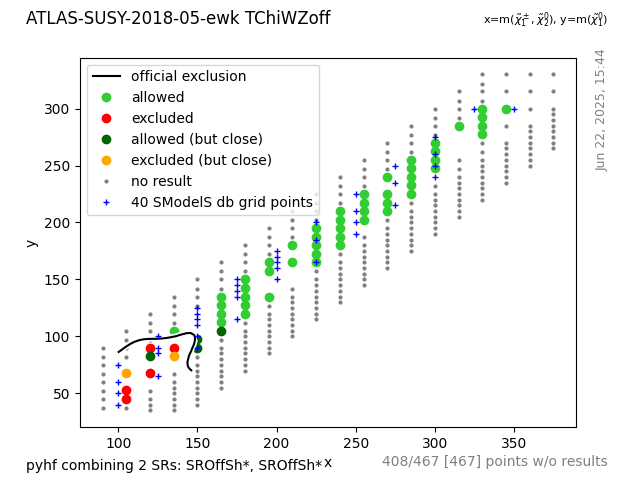 ATLAS-SUSY-2018-05-ewk TChiWZoff
x=m(χ̃₁±, χ̃₂⁰), y=m(χ̃₁⁰)
Jun 22, 2025, 15:44
official exclusion
allowed
excluded
allowed (but close)
excluded (but close)
no result
40 SModelS db grid points
y
300
250
200
150
100
50
100 150 200 250 300 350
x
pyhf combining 2 SRs: SROffSh*, SROffSh*
408/467 [467] points w/o results